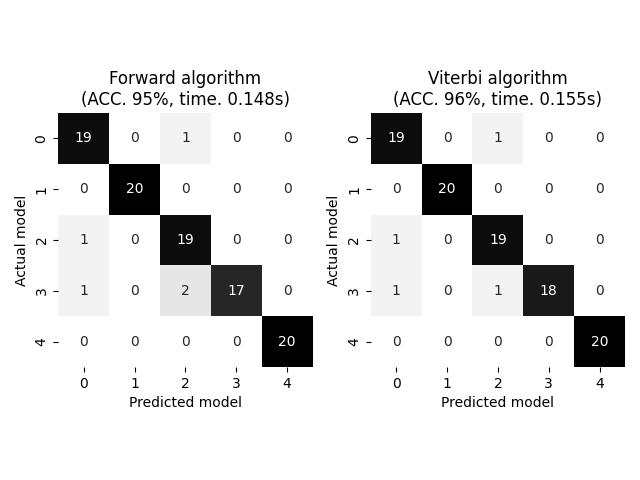 Forward algorithm
(ACC. 95%, time. 0.148s)
Actual model
0 19 0 1 0 0
1 0 20 0 0 0
2 1 0 19 0 0
3 1 0 2 17 0
4 0 0 0 0 20
0 1 2 3 4
Predicted model
Viterbi algorithm
(ACC. 96%, time. 0.155s)
Actual model
0 19 0 1 0 0
1 0 20 0 0 0
2 1 0 19 0 0
3 1 0 1 18 0
4 0 0 0 0 20
0 1 2 3 4
Predicted model